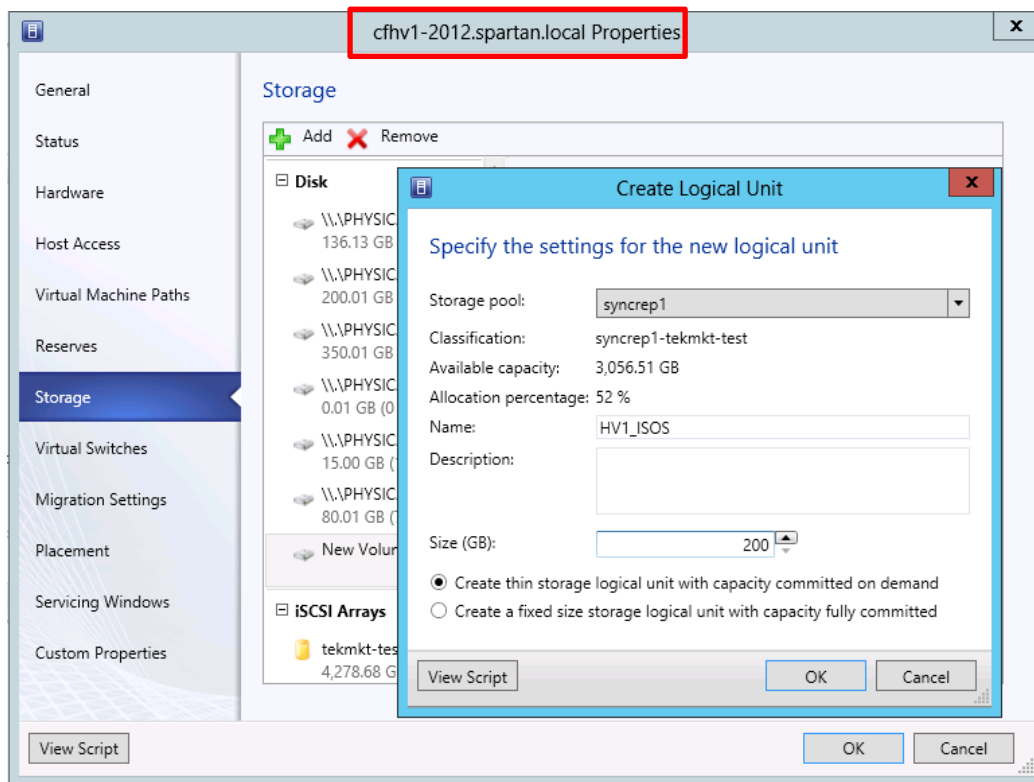 cfhv1-2012.spartan.local Properties
x
General
Status
Hardware
Host Access
Virtual Machine Paths
Reserves
Storage
Virtual Switches
Migration Settings
Placement
Servicing Windows
Custom Properties
Storage
Add Remove
Disk
\\.\PHYSIC
136.13 GB
\\.\PHYSIC
200.01 GB
\\.\PHYSIC
350.01 GB
\\.\PHYSIC
0.01 GB (0
\\.\PHYSIC
15.00 GB (
\\.\PHYSIC
80.01 GB (
New Volu
iSCSI Arrays
tekmkt-tes
4,278.68 G
Create Logical Unit
x
Specify the settings for the new logical unit
Storage pool: syncrep1
Classification: syncrep1-tekmkt-test
Available capacity: 3,056.51 GB
Allocation percentage: 52 %
Name: HV1_ISOS
Description:
Size (GB): 200
Create thin storage logical unit with capacity committed on demand
Create a fixed size storage logical unit with capacity fully committed
View Script OK Cancel
View Script OK Cancel